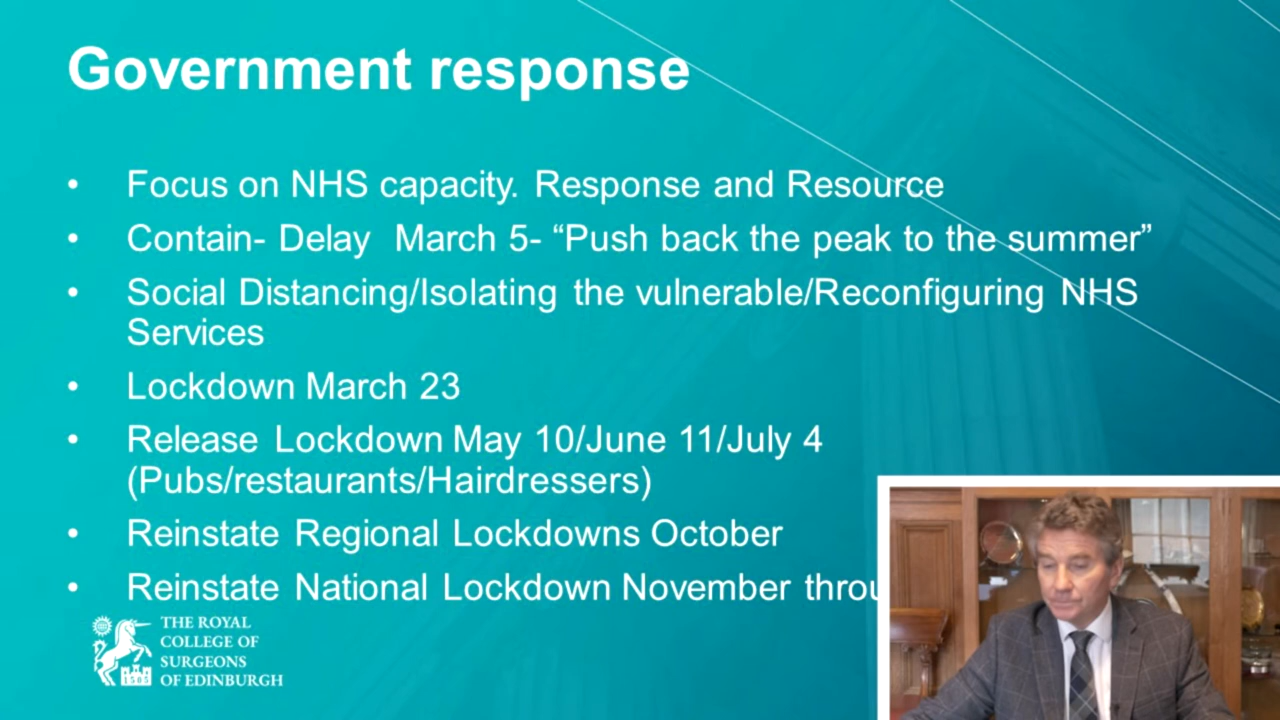 Government response
• Focus on NHS capacity. Response and Resource
• Contain- Delay March 5- “Push back the peak to the summer”
• Social Distancing/Isolating the vulnerable/Reconfiguring NHS
Services
• Lockdown March 23
• Release Lockdown May 10/June 11/July 4
(Pubs/restaurants/Hairdressers)
• Reinstate Regional Lockdowns October
• Reinstate National Lockdown November
THE ROYAL
COLLEGE OF
SURGEONS
OF EDINBURGH
1505